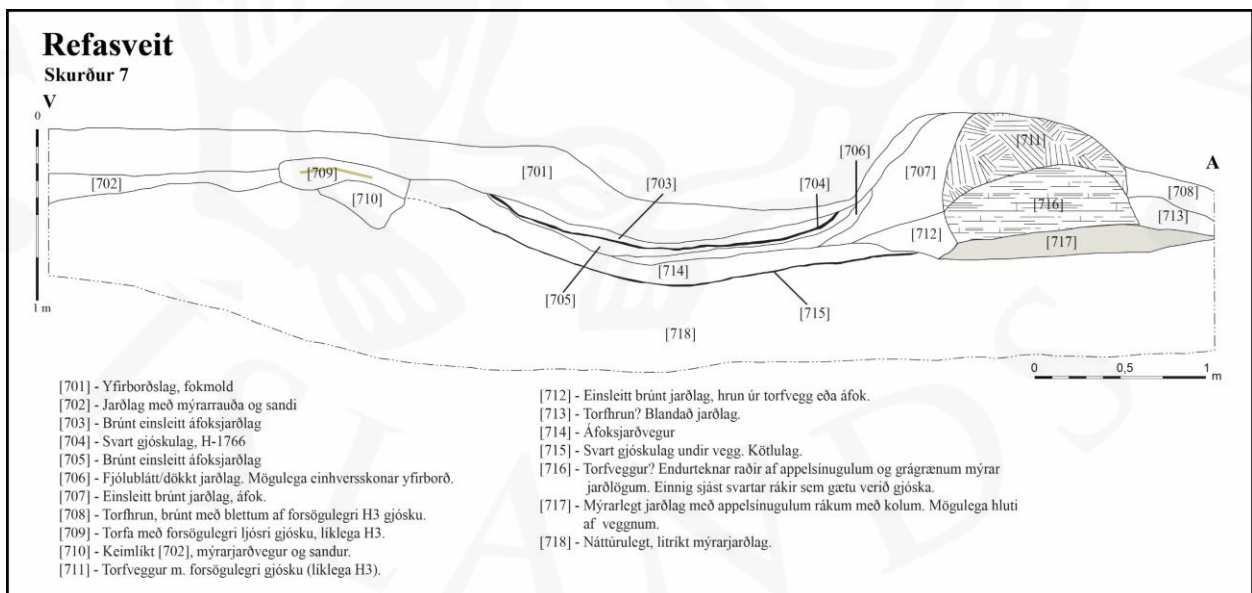 Refasveit
Skurður 7
V
A
0
1 m
[701]
[702]
[703]
[704]
[705]
[706]
[707]
[708]
[709]
[710]
[711]
[712]
[713]
[714]
[715]
[716]
[717]
[718]
0 0,5 1
m
[701] - Yfirborðslag, fokmold
[702] - Jarðlag með mýrarrauða og sandi
[703] - Brúnt einsleitt áfoksjarðlag
[704] - Svart gjóskulag, H-1766
[705] - Brúnt einsleitt áfoksjarðlag
[706] - Fjólublátt/dökkt jarðlag. Mögulega einhversskonar yfirborð.
[707] - Einsleitt brúnt jarðlag, áfok.
[708] - Torfhrun, brúnt með blettum af forsögulegri H3 gjósku.
[709] - Torfa með forsögulegri ljósri gjósku, líklega H3.
[710] - Keimlíkt [702], mýrarjarðvegur og sandur.
[711] - Torfveggur m. forsögulegri gjósku (líklega H3).
[712] - Einsleitt brúnt jarðlag, hrun úr torfvegg eða áfok.
[713] - Torfhrun? Blandað jarðlag.
[714] - Áfoksjarðvegur
[715] - Svart gjóskulag undir vegg. Kötlulag.
[716] - Torfveggur? Endurteknar raðir af appelsínugulum og grágrænum mýrar
jarðlögum. Einnig sjást svartar rákir sem gætu verið gjóska.
[717] - Mýrarlegt jarðlag með appelsínugulum rákum með kolum. Mögulega hluti
af veggnum.
[718] - Náttúrulegt, litríkt mýrarjarðlag.